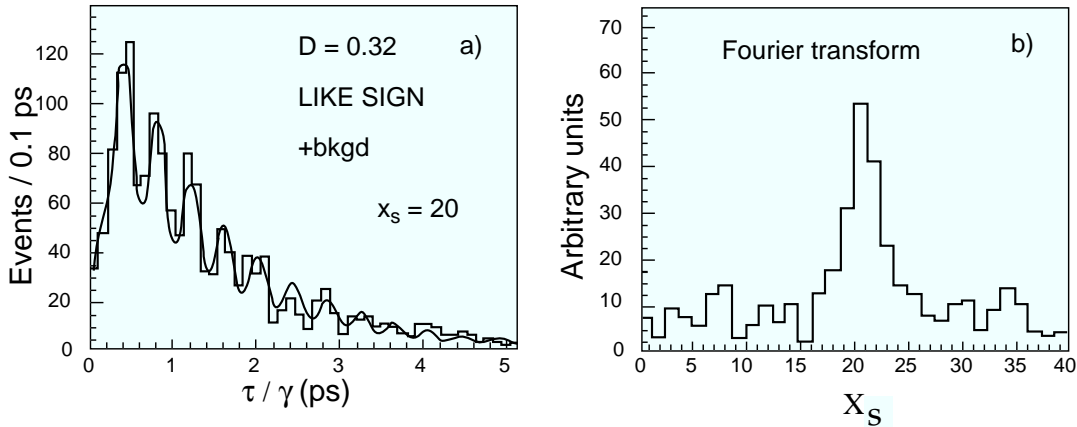 D = 0.32
a)
LIKE SIGN
+bkgd
x_s = 20
Events / 0.1 ps
120
100
80
60
40
20
0
0 1 2 3 4 5
τ / γ (ps)
Fourier transform
b)
Arbitrary units
70
60
50
40
30
20
10
0
0 5 10 15 20 25 30 35 40
X_S